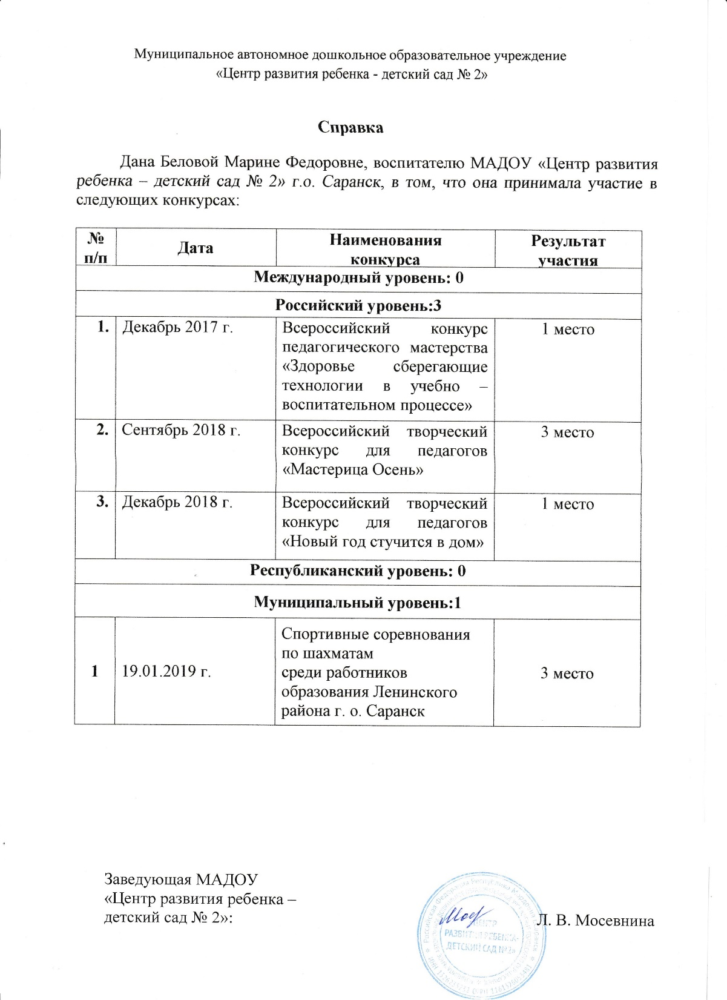 Муниципальное автономное дошкольное образовательное учреждение
«Центр развития ребенка - детский сад № 2»
Справка
Дана Беловой Марине Федоровне, воспитателю МАДОУ «Центр развития
ребенка – детский сад № 2» г.о. Саранск, в том, что она принимала участие в
следующих конкурсах:
№ п/п
Дата
Наименования конкурса
Результат участия
Международный уровень: 0
Российский уровень:3
1. Декабрь 2017 г.
Всероссийский конкурс
педагогического мастерства
«Здоровье сберегающие
технологии в учебно –
воспитательном процессе»
1 место
2. Сентябрь 2018 г.
Всероссийский творческий
конкурс для педагогов
«Мастерица Осень»
3 место
3. Декабрь 2018 г.
Всероссийский творческий
конкурс для педагогов
«Новый год стучится в дом»
1 место
Республиканский уровень: 0
Муниципальный уровень:1
1 19.01.2019 г.
Спортивные соревнования
по шахматам
среди работников
образования Ленинского
района г. о. Саранск
3 место
Заведующая МАДОУ
«Центр развития ребенка –
детский сад № 2»:
Л. В. Мосевнина
Российская Федерация Республика Мордовия
ЦЕНТР
РАЗВИТИЯ РЕБЕНКА-
ДЕТСКИЙ САД №2»